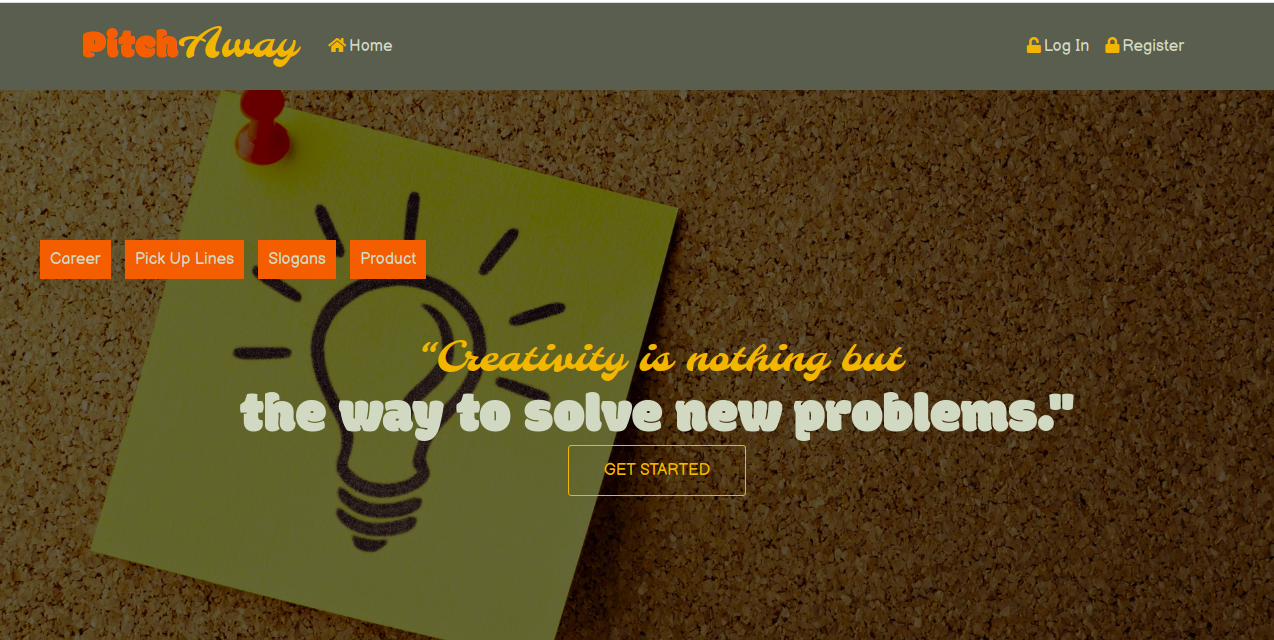 PitchAway Home Log In Register
Career Pick Up Lines Slogans Product
“Creativity is nothing but
the way to solve new problems."
GET STARTED